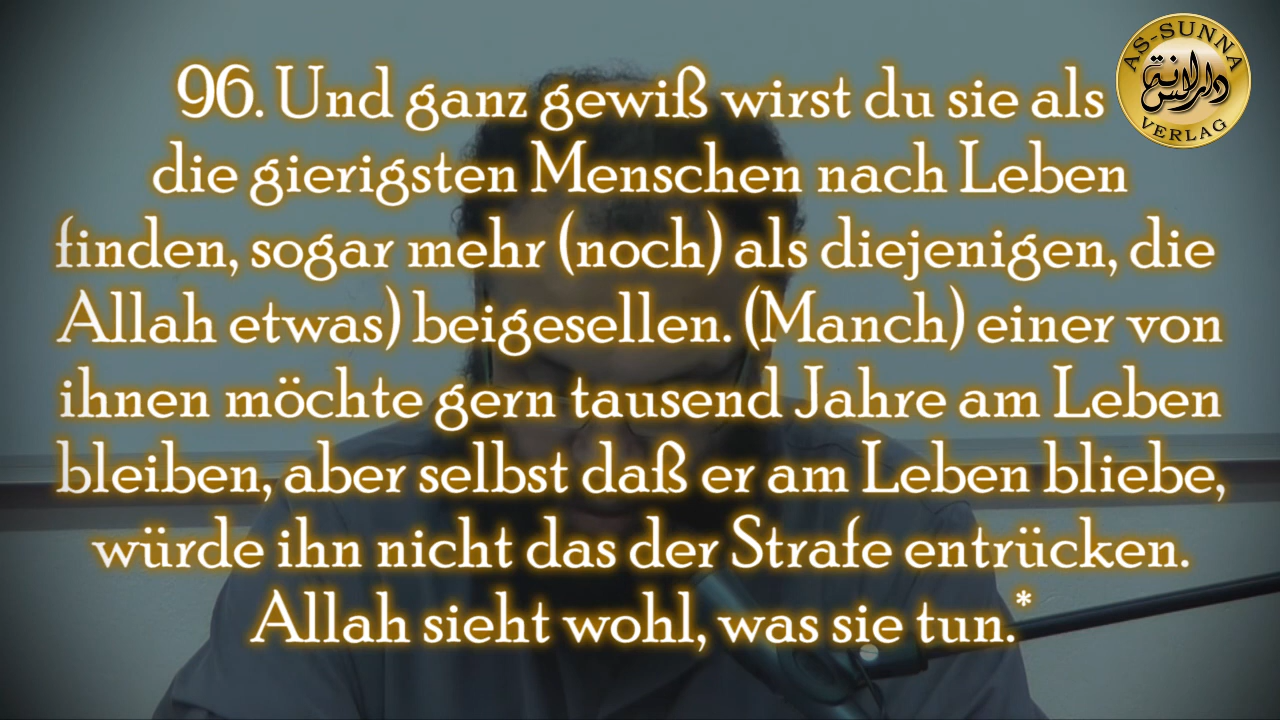 96. Und ganz gewiß wirst du sie als
die gierigsten Menschen nach Leben
finden, sogar mehr (noch) als diejenigen, die
Allah etwas) beigesellen. (Manch) einer von
ihnen möchte gern tausend Jahre am Leben
bleiben, aber selbst daß er am Leben bliebe,
würde ihn nicht das der Strafe entrücken.
Allah sieht wohl, was sie tun.*
AS-SUNNA
VERLAG